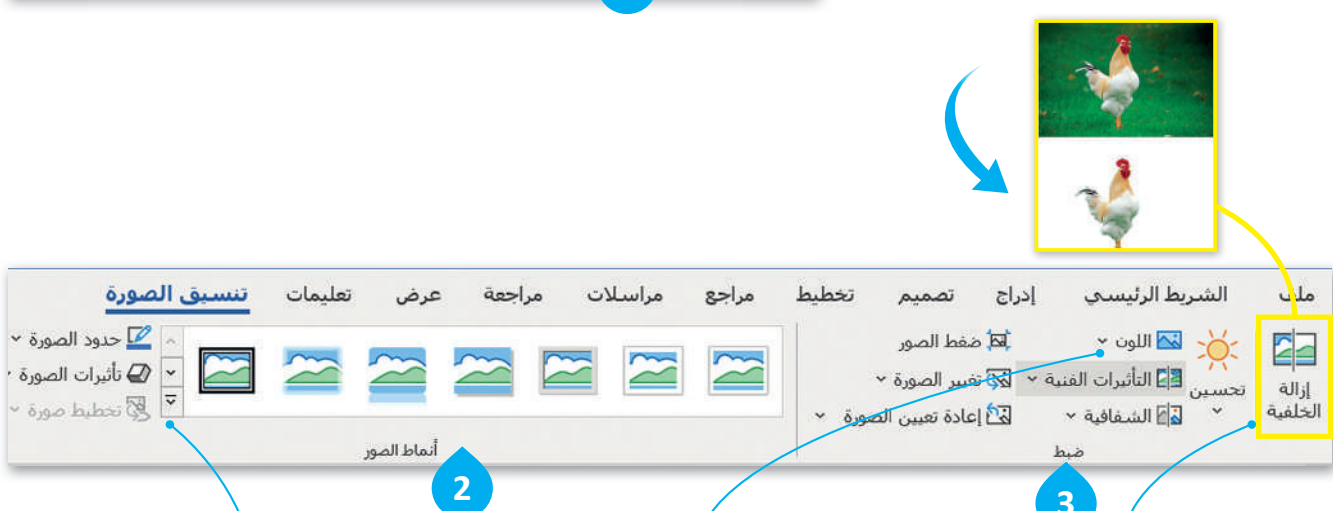 ملف الشريط الرئيسي إدراج تصميم تخطيط مراجع مراسلات مراجعة عرض تعليمات تنسيق الصورة
إزالة
الخلفية
تحسين
اللون
التأثيرات الفنية
الشفافية
ضغط الصور
تغيير الصورة
إعادة تعيين الصورة
ضبط
أنماط الصور
حدود الصورة
تأثيرات الصورة
تخطيط صورة
3
2